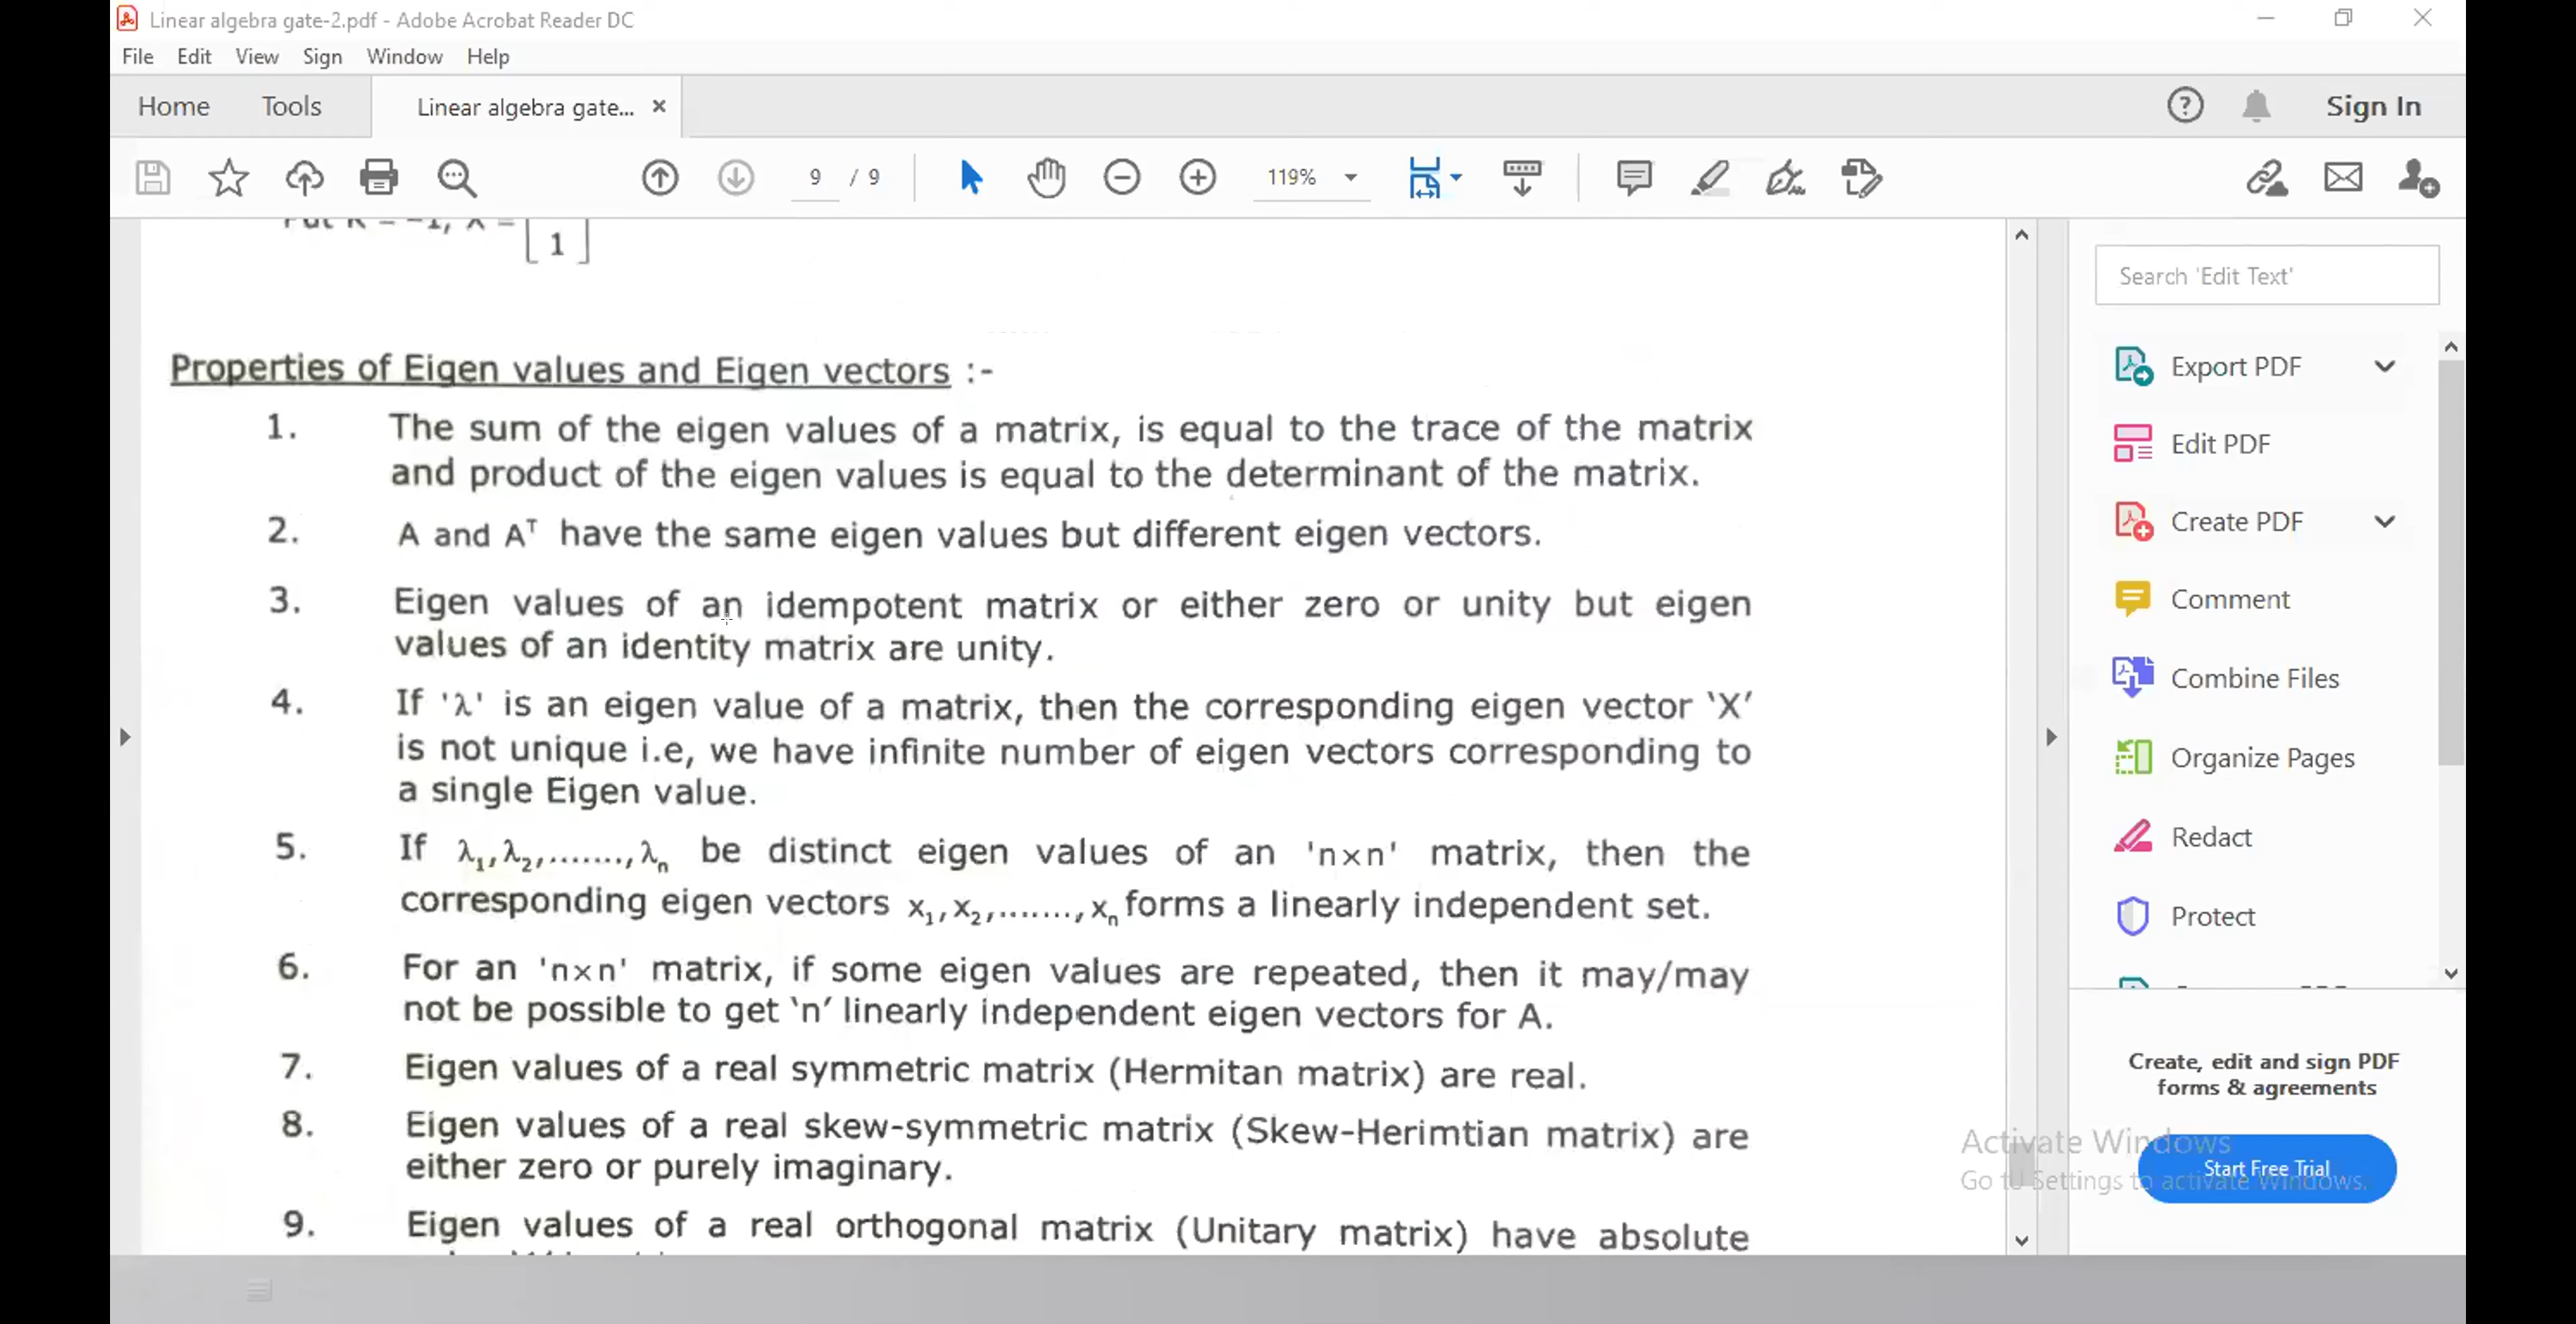 Linear algebra gate-2.pdf - Adobe Acrobat Reader DC
File Edit View Sign Window Help
Home Tools Linear algebra gate... × Sign In
9 / 9 119%
1
Search 'Edit Text'
Properties of Eigen values and Eigen vectors :-
1. The sum of the eigen values of a matrix, is equal to the trace of the matrix
and product of the eigen values is equal to the determinant of the matrix.
2. A and Aᵀ have the same eigen values but different eigen vectors.
3. Eigen values of an idempotent matrix or either zero or unity but eigen
values of an identity matrix are unity.
4. If 'λ' is an eigen value of a matrix, then the corresponding eigen vector ‘X’
is not unique i.e, we have infinite number of eigen vectors corresponding to
a single Eigen value.
5. If λ₁,λ₂,.......,λₙ be distinct eigen values of an 'n×n' matrix, then the
corresponding eigen vectors x₁,x₂,.......,xₙ forms a linearly independent set.
6. For an 'n×n' matrix, if some eigen values are repeated, then it may/may
not be possible to get ‘n’ linearly independent eigen vectors for A.
7. Eigen values of a real symmetric matrix (Hermitan matrix) are real.
8. Eigen values of a real skew-symmetric matrix (Skew-Herimtian matrix) are
either zero or purely imaginary.
9. Eigen values of a real orthogonal matrix (Unitary matrix) have absolute
Export PDF
Edit PDF
Create PDF
Comment
Combine Files
Organize Pages
Redact
Protect
Create, edit and sign PDF
forms & agreements
Start Free Trial
Activate Windows
Go to Settings to activate Windows.